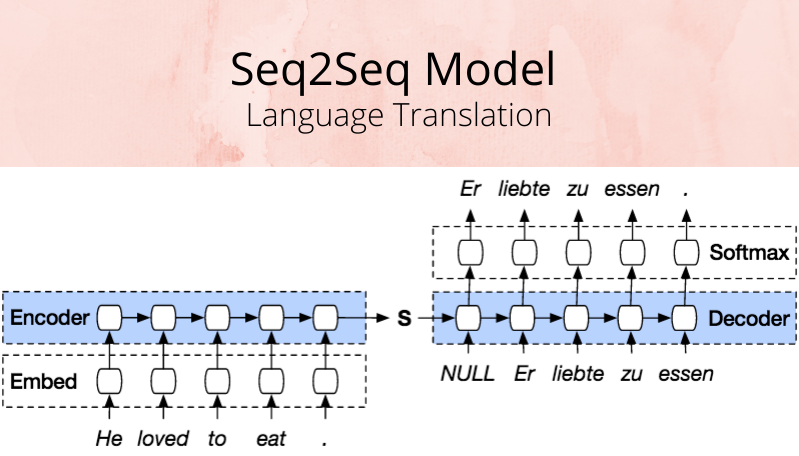 Seq2Seq Model
Language Translation
Er liebte zu essen .
Softmax
Encoder
S
Decoder
Embed
NULL Er liebte zu essen
He loved to eat .